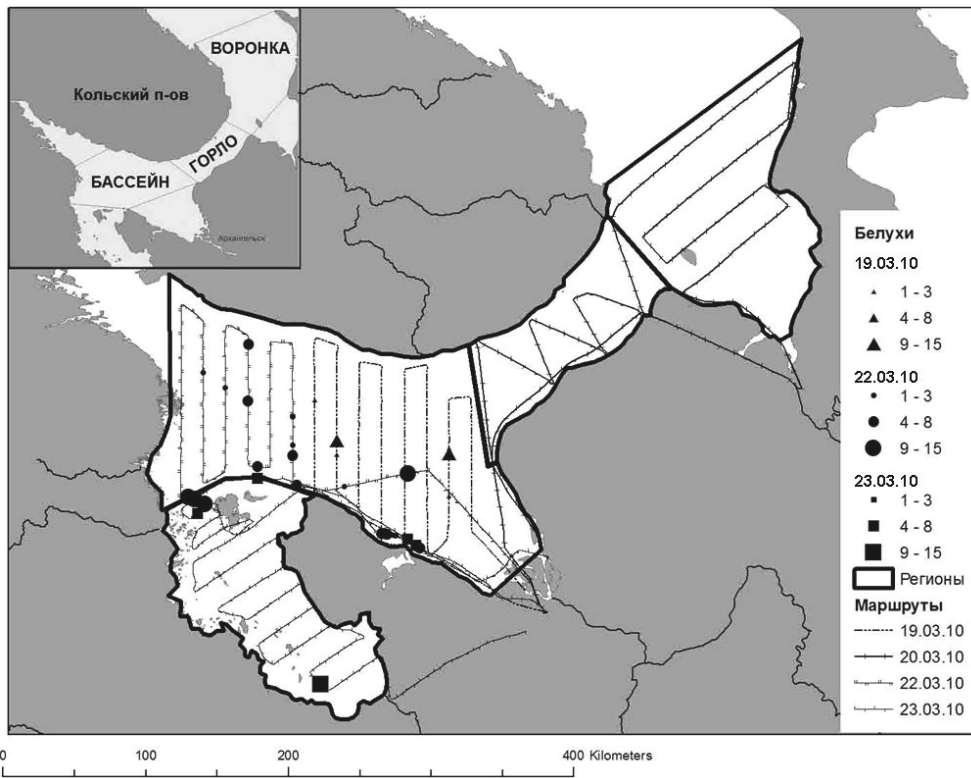 ВОРОНКА
Кольский п-ов
ГОРЛО
БАССЕЙН
Архангельск
Белухи
19.03.10
1 - 3
4 - 8
9 - 15
22.03.10
1 - 3
4 - 8
9 - 15
23.03.10
1 - 3
4 - 8
9 - 15
Регионы
Маршруты
19.03.10
20.03.10
22.03.10
23.03.10
0 100 200 400 Kilometers